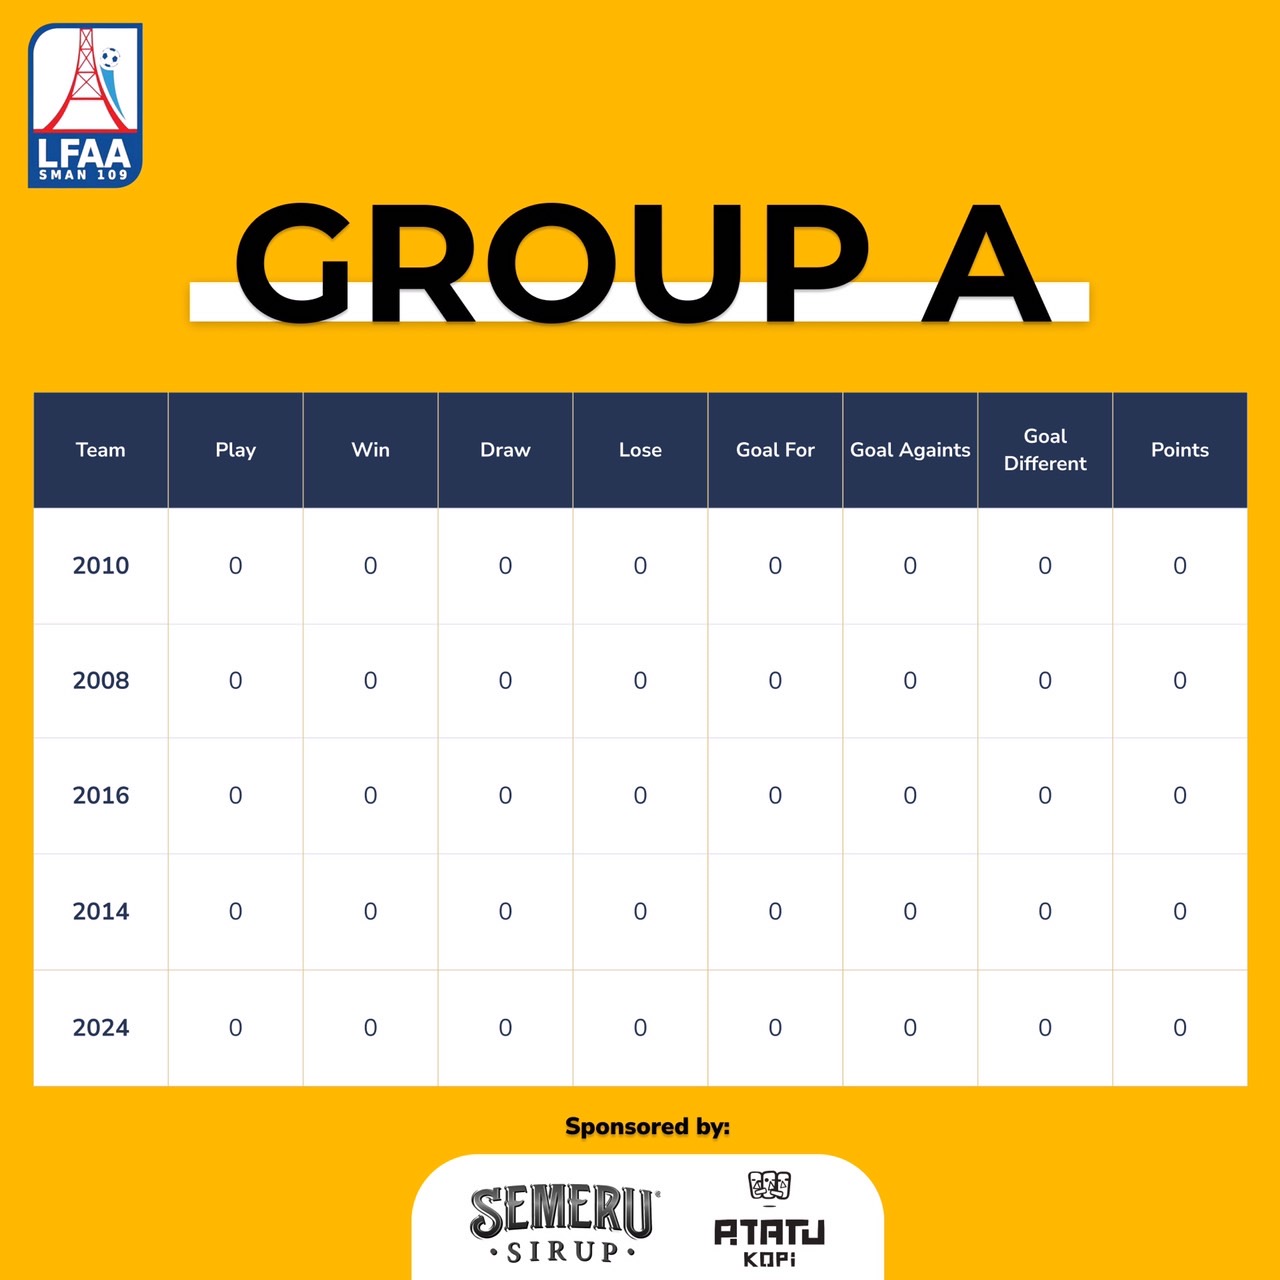 LFAA
SMAN 109
GROUP A
Team Play Win Draw Lose Goal For Goal Againts Goal Different Points
2010 0 0 0 0 0 0 0 0
2008 0 0 0 0 0 0 0 0
2016 0 0 0 0 0 0 0 0
2014 0 0 0 0 0 0 0 0
2024 0 0 0 0 0 0 0 0
Sponsored by:
SEMERU®
• SIRUP •
ATATU
KOPi